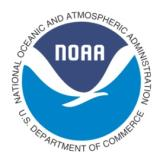 NATIONAL OCEANIC AND ATMOSPHERIC ADMINISTRATION
NOAA
U.S. DEPARTMENT OF COMMERCE